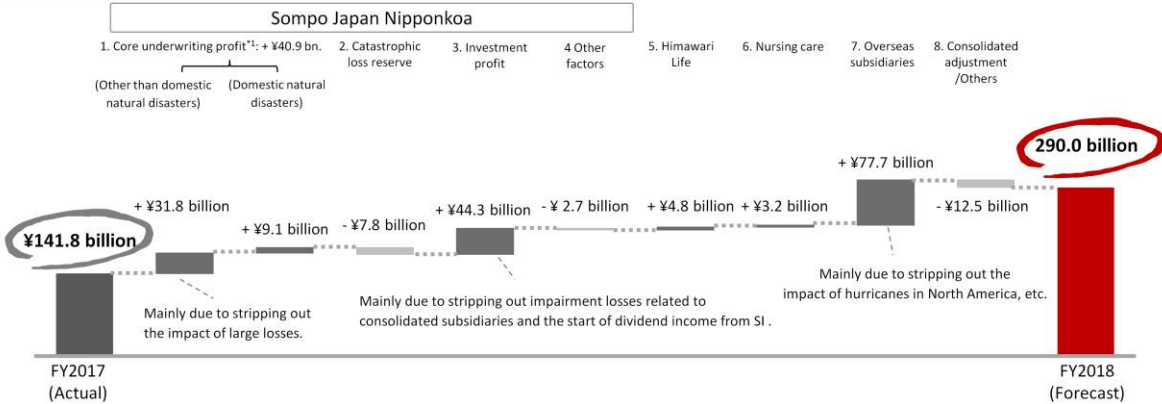 Sompo Japan Nipponkoa
1. Core underwriting profit*1: + ¥40.9 bn.
(Other than domestic
natural disasters)
(Domestic natural
disasters)
2. Catastrophic
loss reserve
3. Investment
profit
4 Other
factors
5. Himawari
Life
6. Nursing care
7. Overseas
subsidiaries
8. Consolidated
adjustment
/Others
¥141.8 billion
+ ¥31.8 billion
+ ¥9.1 billion
- ¥7.8 billion
+ ¥44.3 billion
- ¥ 2.7 billion
+ ¥4.8 billion
+ ¥3.2 billion
+ ¥77.7 billion
- ¥12.5 billion
290.0 billion
Mainly due to stripping out
the impact of large losses.
Mainly due to stripping out impairment losses related to
consolidated subsidiaries and the start of dividend income from SI .
Mainly due to stripping out the
impact of hurricanes in North America, etc.
FY2017
(Actual)
FY2018
(Forecast)